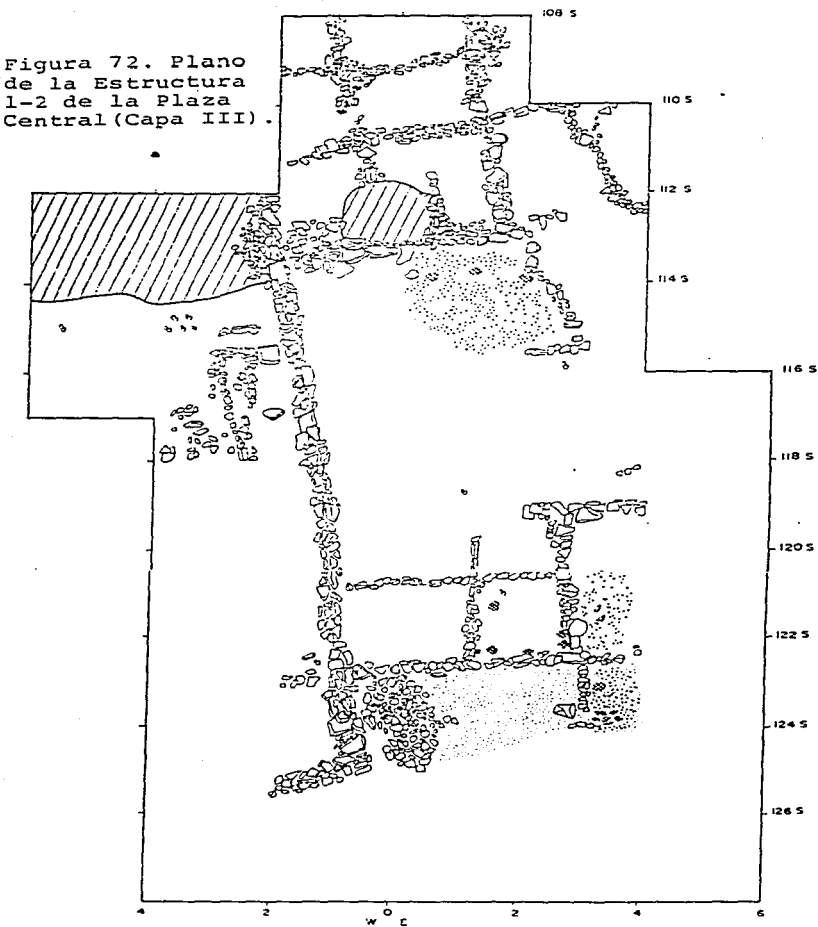 Figura 72. Plano
de la Estructura
1-2 de la Plaza
Central (Capa III).
108 S
110 S
112 S
114 S
116 S
118 S
120 S
122 S
124 S
126 S
4 2 0 2 4 6
W E